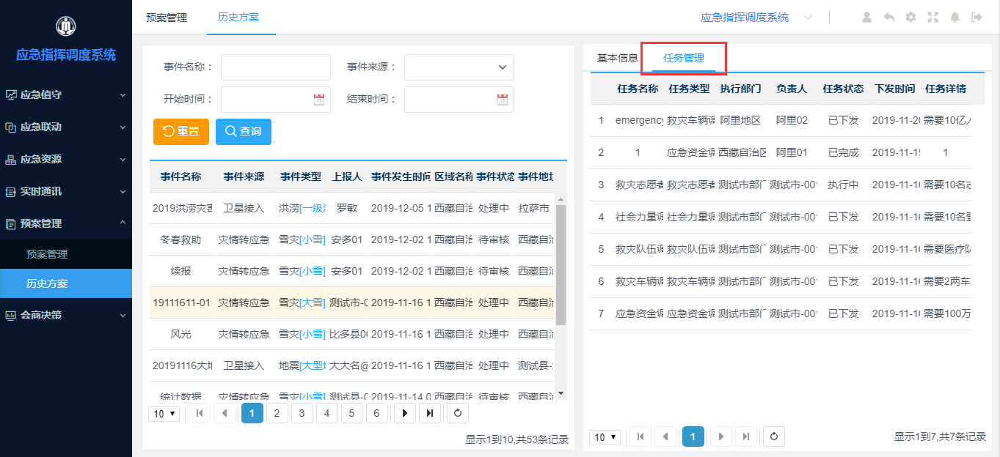 应急指挥调度系统
应急值守
应急联动
应急资源
实时通讯
预案管理
预案管理
历史方案
会商决策
预案管理 历史方案
应急指挥调度系统
事件名称： 事件来源：
开始时间： 结束时间：
重置 查询
事件名称 事件来源 事件类型 上报人 事件发生时间 区域名称 事件状态 事件地
2019洪涝灾害 卫星接入 洪涝[一级 罗敏 2019-12-05 1 西藏自治 处理中 拉萨市
冬春救助 灾情转应急 雪灾[小雪] 安多01 2019-12-02 1 西藏自治 待审核 西藏自治
续报 灾情转应急 雪灾[小雪] 安多01 2019-12-02 1 西藏自治 待审核 西藏自治
19111611-01 灾情转应急 雪灾[大雪] 测试市-0 2019-11-16 1 西藏自治 处理中 西藏自治
风光 灾情转应急 雪灾[小雪] 比多县00 2019-11-16 1 西藏自治 处理中 西藏自治
20191116大地 卫星接入 地震[大型 大大名@ 2019-11-16 1 西藏自治 处理中 测试县-
统计数据 灾情转应急 雪灾[小雪] 测试县-0 2019-11-14 0 西藏自治 待审核 西藏自治
10 1 2 3 4 5 6
显示1到10,共53条记录
基本信息 任务管理
任务名称 任务类型 执行部门 负责人 任务状态 下发时间 任务详情
1 emergency 救灾车辆调 阿里地区 阿里02 已下发 2019-11-20 需要10亿人
2 1 应急资金调 西藏自治区 阿里01 已完成 2019-11-19 1
3 救灾志愿者 救灾志愿者 测试市部门 测试市-00 执行中 2019-11-16 需要10名志
4 社会力量调 社会力量调 测试市部门 测试市-00 已下发 2019-11-16 需要10名登
5 救灾队伍调 救灾队伍调 测试市部门 测试市-00 已下发 2019-11-16 需要医疗队
6 救灾车辆调 救灾车辆调 测试市部门 测试市-00 已下发 2019-11-16 需要2两车
7 应急资金调 应急资金调 测试市部门 测试市-00 已下发 2019-11-16 需要100万
10 1
显示1到7,共7条记录